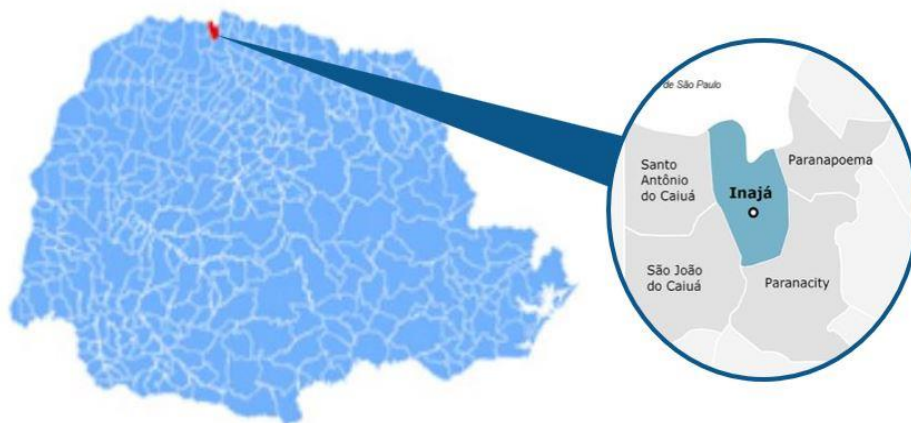 de São Paulo
Santo
Antônio
do Caiuá
Paranapoema
Inajá
São João
do Caiuá
Paranacity